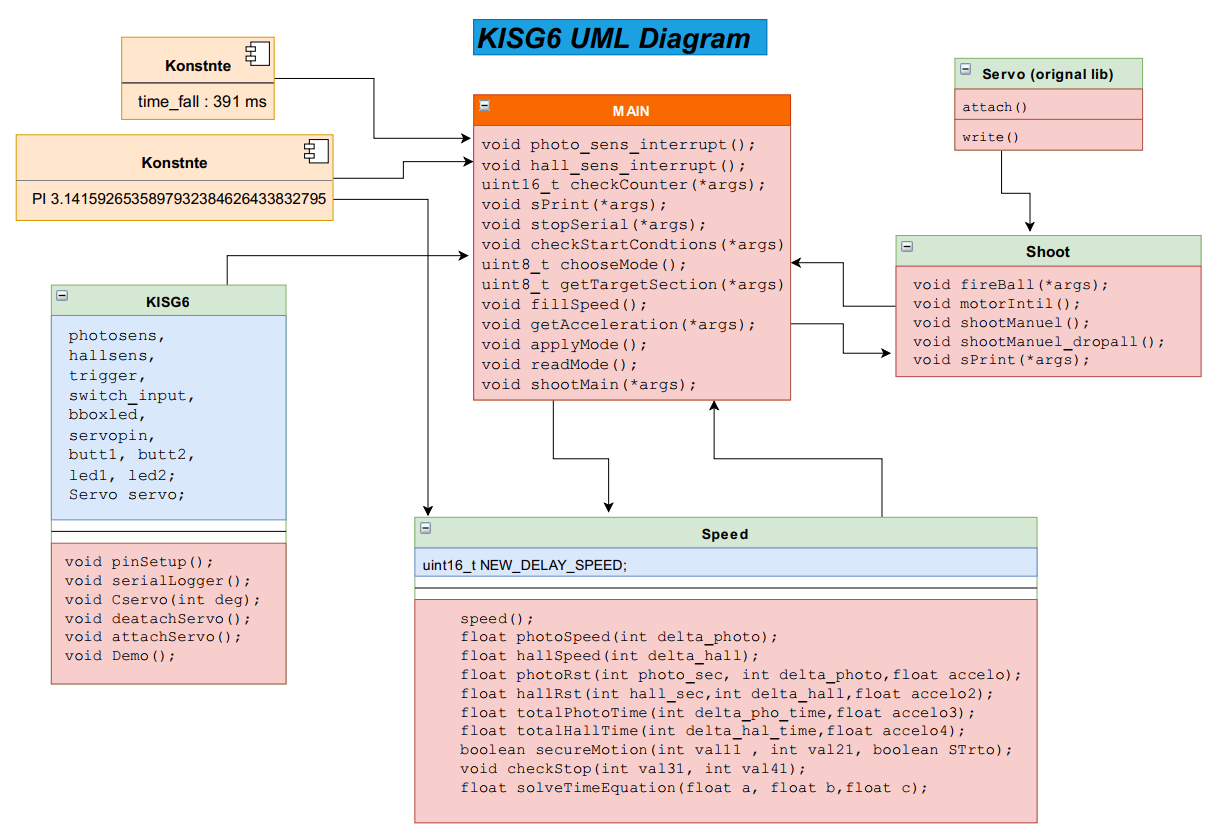 KISG6 UML Diagram
Konstnte
time_fall : 391 ms
Konstnte
PI 3.1415926535897932384626433832795
MAIN
void photo_sens_interrupt();
void hall_sens_interrupt();
uint16_t checkCounter(*args);
void sPrint(*args);
void stopSerial(*args);
void checkStartCondtions(*args)
uint8_t chooseMode();
uint8_t getTargetSection(*args)
void fillSpeed();
void getAcceleration(*args);
void applyMode();
void readMode();
void shootMain(*args);
Servo (orignal lib)
attach()
write()
Shoot
void fireBall(*args);
void motorIntil();
void shootManuel();
void shootManuel_dropall();
void sPrint(*args);
KISG6
photosens,
hallsens,
trigger,
switch_input,
bboxled,
servopin,
butt1, butt2,
led1, led2;
Servo servo;
void pinSetup();
void serialLogger();
void Cservo(int deg);
void deatachServo();
void attachServo();
void Demo();
Speed
uint16_t NEW_DELAY_SPEED;
speed();
float photoSpeed(int delta_photo);
float hallSpeed(int delta_hall);
float photoRst(int photo_sec, int delta_photo,float accelo);
float hallRst(int hall_sec,int delta_hall,float accelo2);
float totalPhotoTime(int delta_pho_time,float accelo3);
float totalHallTime(int delta_hal_time,float accelo4);
boolean secureMotion(int val11 , int val21, boolean STrto);
void checkStop(int val31, int val41);
float solveTimeEquation(float a, float b,float c);